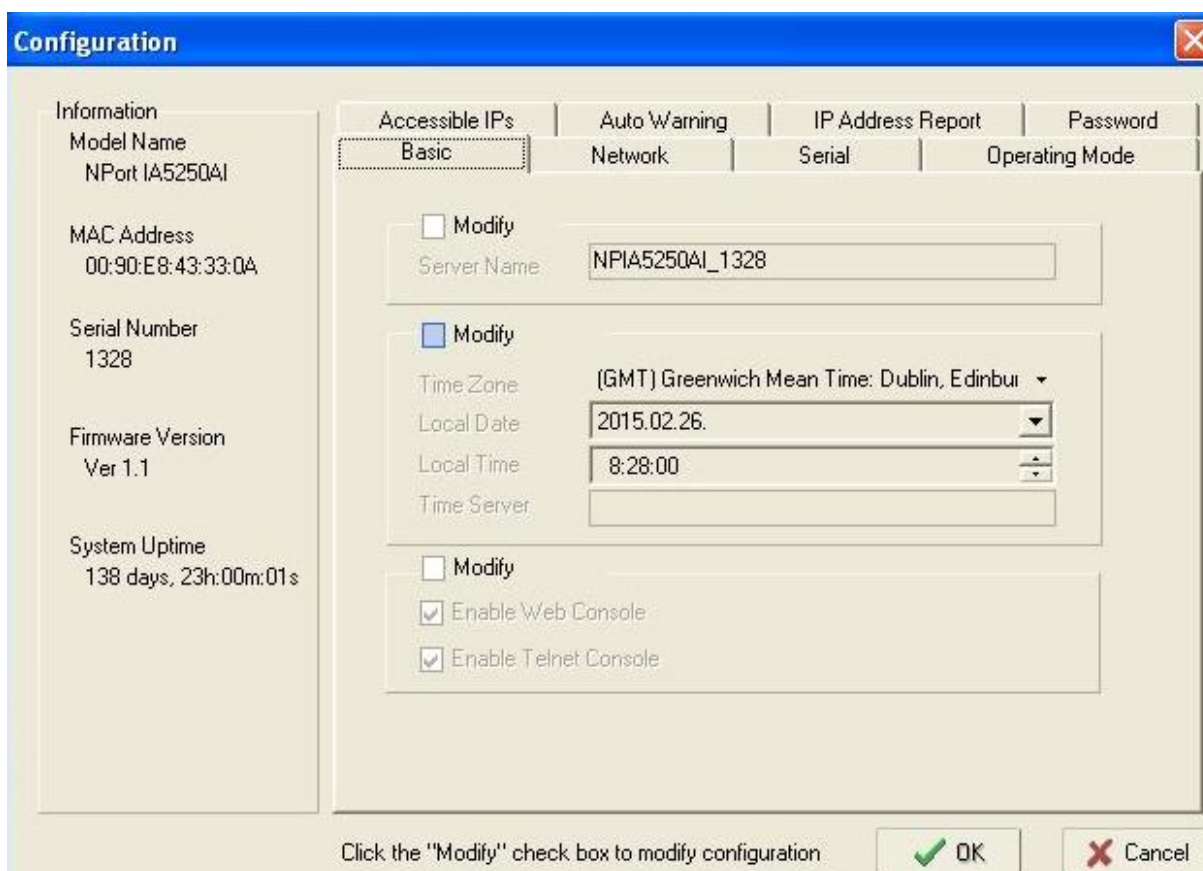 Configuration
Information
Model Name
NPort IA5250AI
MAC Address
00:90:E8:43:33:0A
Serial Number
1328
Firmware Version
Ver 1.1
System Uptime
138 days, 23h:00m:01s
Accessible IPs
Auto Warning
IP Address Report
Password
Basic
Network
Serial
Operating Mode
Modify
Server Name
NPIA5250AI_1328
Modify
Time Zone
(GMT) Greenwich Mean Time: Dublin, Edinbu
Local Date
2015.02.26.
Local Time
8:28:00
Time Server
Modify
Enable Web Console
Enable Telnet Console
Click the "Modify" check box to modify configuration
OK
Cancel